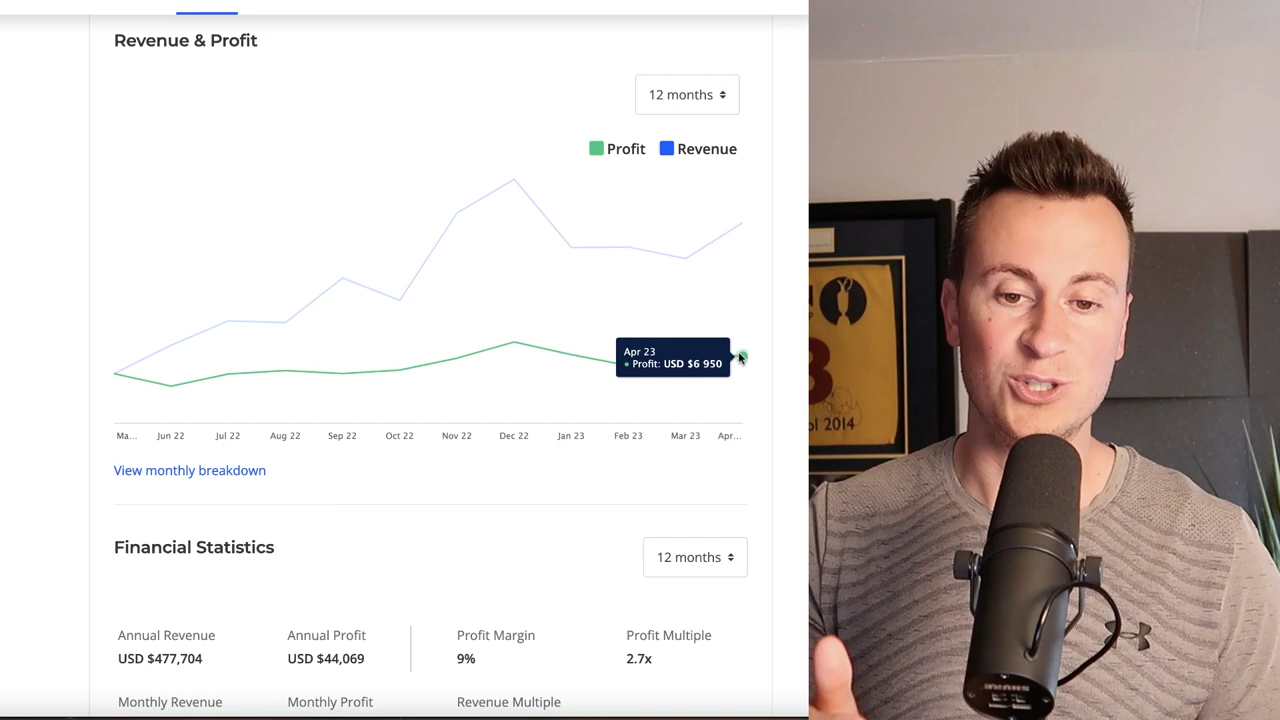 Revenue & Profit
12 months
Profit
Revenue
Apr 23
Profit: USD $6 950
Ma...
Jun 22
Jul 22
Aug 22
Sep 22
Oct 22
Nov 22
Dec 22
Jan 23
Feb 23
Mar 23
Apr...
View monthly breakdown
Financial Statistics
12 months
Annual Revenue
Annual Profit
Profit Margin
Profit Multiple
USD $477,704
USD $44,069
9%
2.7x
Monthly Revenue
Monthly Profit
Revenue Multiple
2014